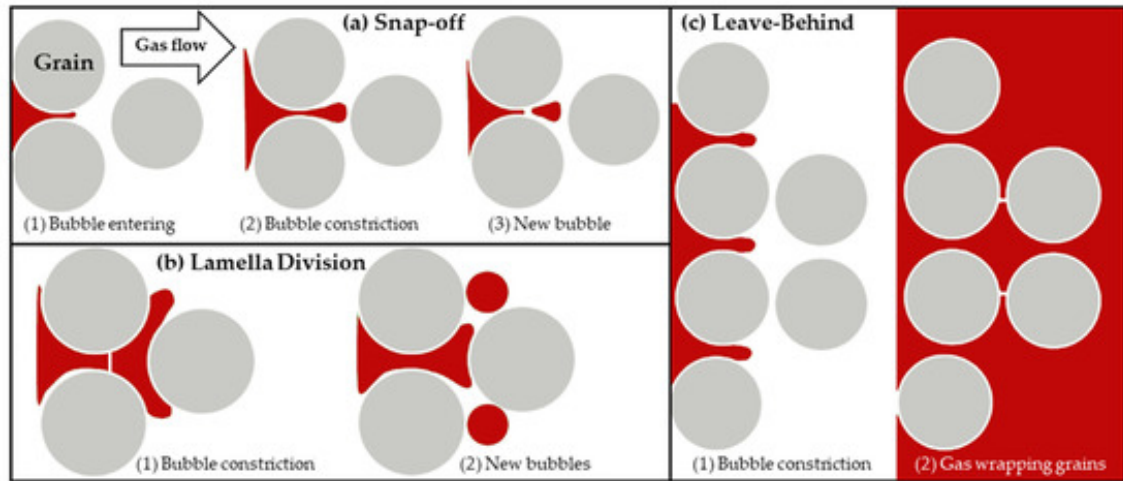 (a) Snap-off
Gas flow
Grain
(1) Bubble entering
(2) Bubble constriction
(3) New bubble
(b) Lamella Division
(1) Bubble constriction
(2) New bubbles
(c) Leave-Behind
(1) Bubble constriction
(2) Gas wrapping grains